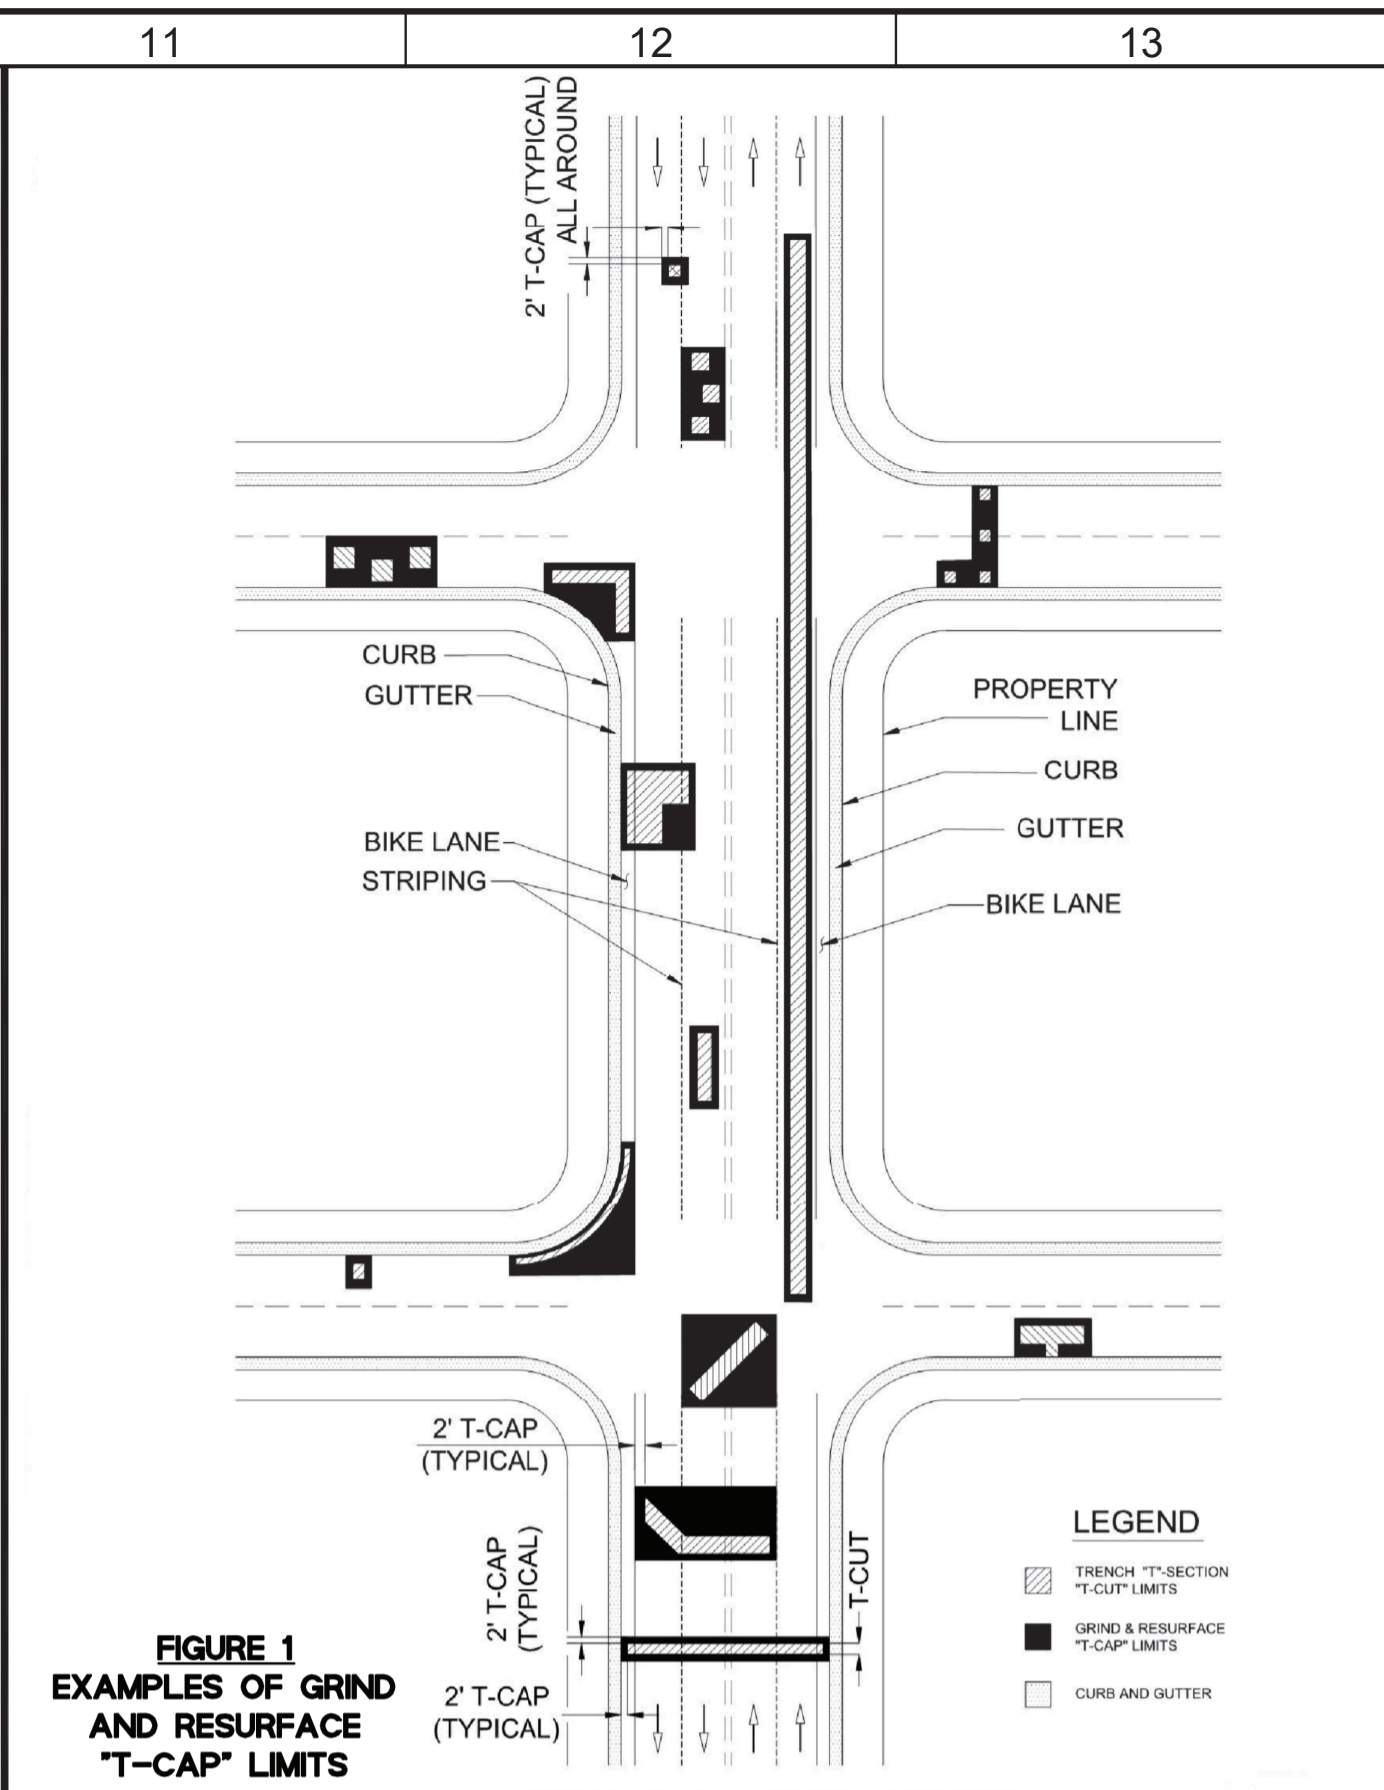 11
12
13
2' T-CAP (TYPICAL)
ALL AROUND
CURB
GUTTER
PROPERTY
LINE
CURB
GUTTER
BIKE LANE
STRIPING
BIKE LANE
2' T-CAP
(TYPICAL)
2' T-CAP
(TYPICAL)
T-CUT
2' T-CAP
(TYPICAL)
LEGEND
TRENCH "T"-SECTION
"T-CUT" LIMITS
GRIND & RESURFACE
"T-CAP" LIMITS
CURB AND GUTTER
FIGURE 1
EXAMPLES OF GRIND
AND RESURFACE
"T-CAP" LIMITS